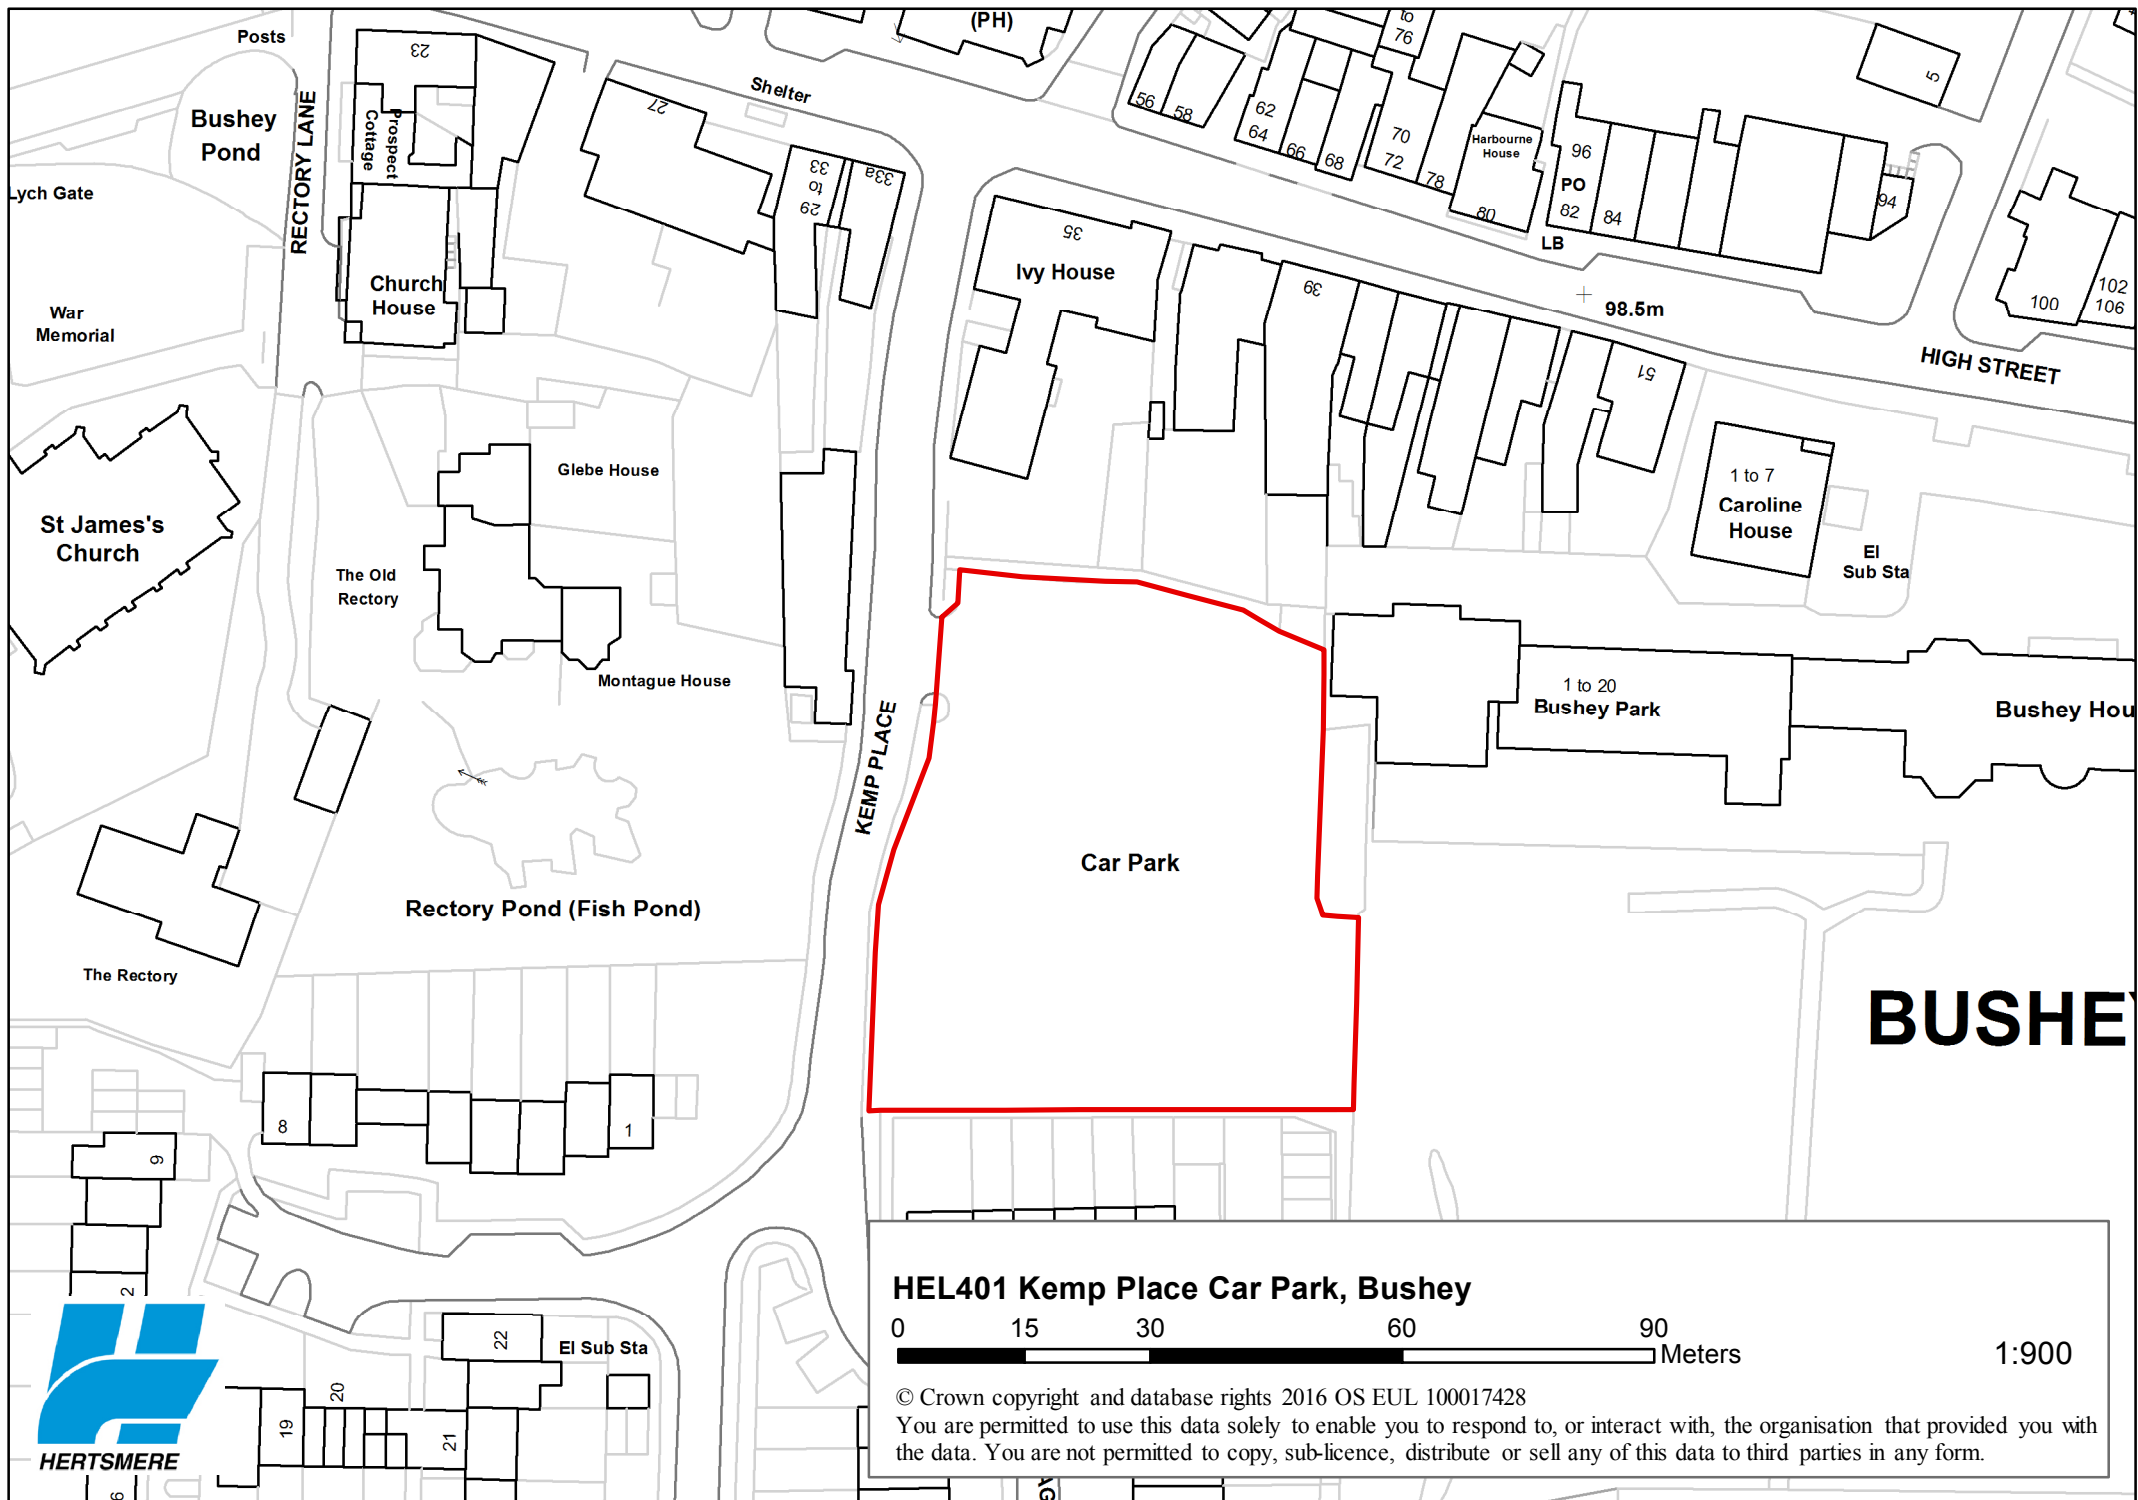 Posts
23
(PH)
to
76
5
Bushey
Pond
RECTORY LANE
Prospect
Cottage
27
Shelter
56
58
62
64
66
68
70
72
78
Harbourne
House
80
96
PO
82
84
94
LB
Lych Gate
33
to
29
33a
35
Ivy House
39
98.5m
100
102
106
HIGH STREET
War
Memorial
Church
House
51
St James's
Church
Glebe House
The Old
Rectory
Montague House
1 to 7
Caroline
House
El
Sub Sta
1 to 20
Bushey Park
Bushey Hou
KEMP PLACE
Car Park
Rectory Pond (Fish Pond)
The Rectory
BUSHEY
8
1
9
2
22
El Sub Sta
20
19
21
6
AG
HERTSMERE
HEL401 Kemp Place Car Park, Bushey
0 15 30 60 90
Meters
1:900
© Crown copyright and database rights 2016 OS EUL 100017428
You are permitted to use this data solely to enable you to respond to, or interact with, the organisation that provided you with
the data. You are not permitted to copy, sub-licence, distribute or sell any of this data to third parties in any form.